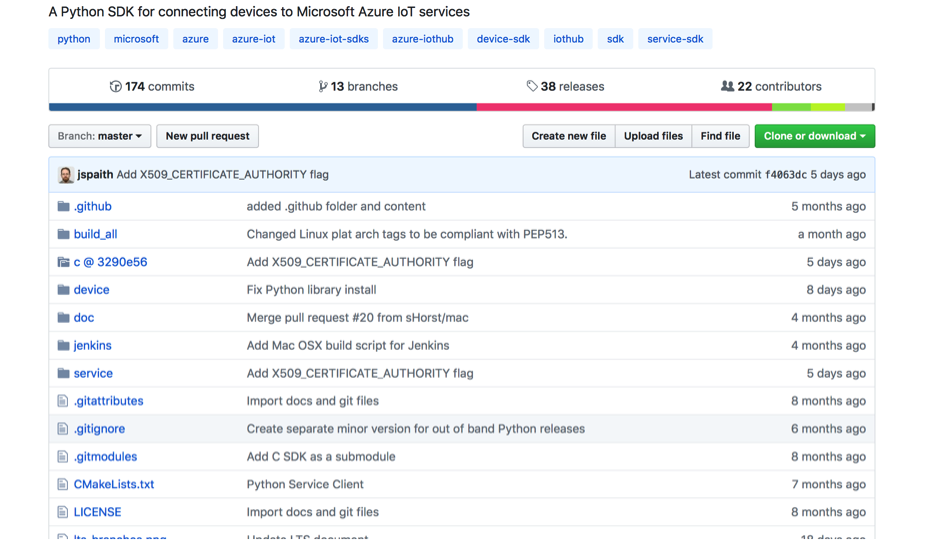 A Python SDK for connecting devices to Microsoft Azure IoT services
python microsoft azure azure-iot azure-iot-sdks azure-iothub device-sdk iothub sdk service-sdk
174 commits 13 branches 38 releases 22 contributors
Branch: master New pull request Create new file Upload files Find file Clone or download
jspaith Add X509_CERTIFICATE_AUTHORITY flag Latest commit f4063dc 5 days ago
.github added .github folder and content 5 months ago
build_all Changed Linux plat arch tags to be compliant with PEP513. a month ago
c @ 3290e56 Add X509_CERTIFICATE_AUTHORITY flag 5 days ago
device Fix Python library install 8 days ago
doc Merge pull request #20 from sHorst/mac 4 months ago
jenkins Add Mac OSX build script for Jenkins 4 months ago
service Add X509_CERTIFICATE_AUTHORITY flag 5 days ago
.gitattributes Import docs and git files 8 months ago
.gitignore Create separate minor version for out of band Python releases 6 months ago
.gitmodules Add C SDK as a submodule 8 months ago
CMakeLists.txt Python Service Client 7 months ago
LICENSE Import docs and git files 8 months ago
lts-branches.png Update LTS document 18 days ago